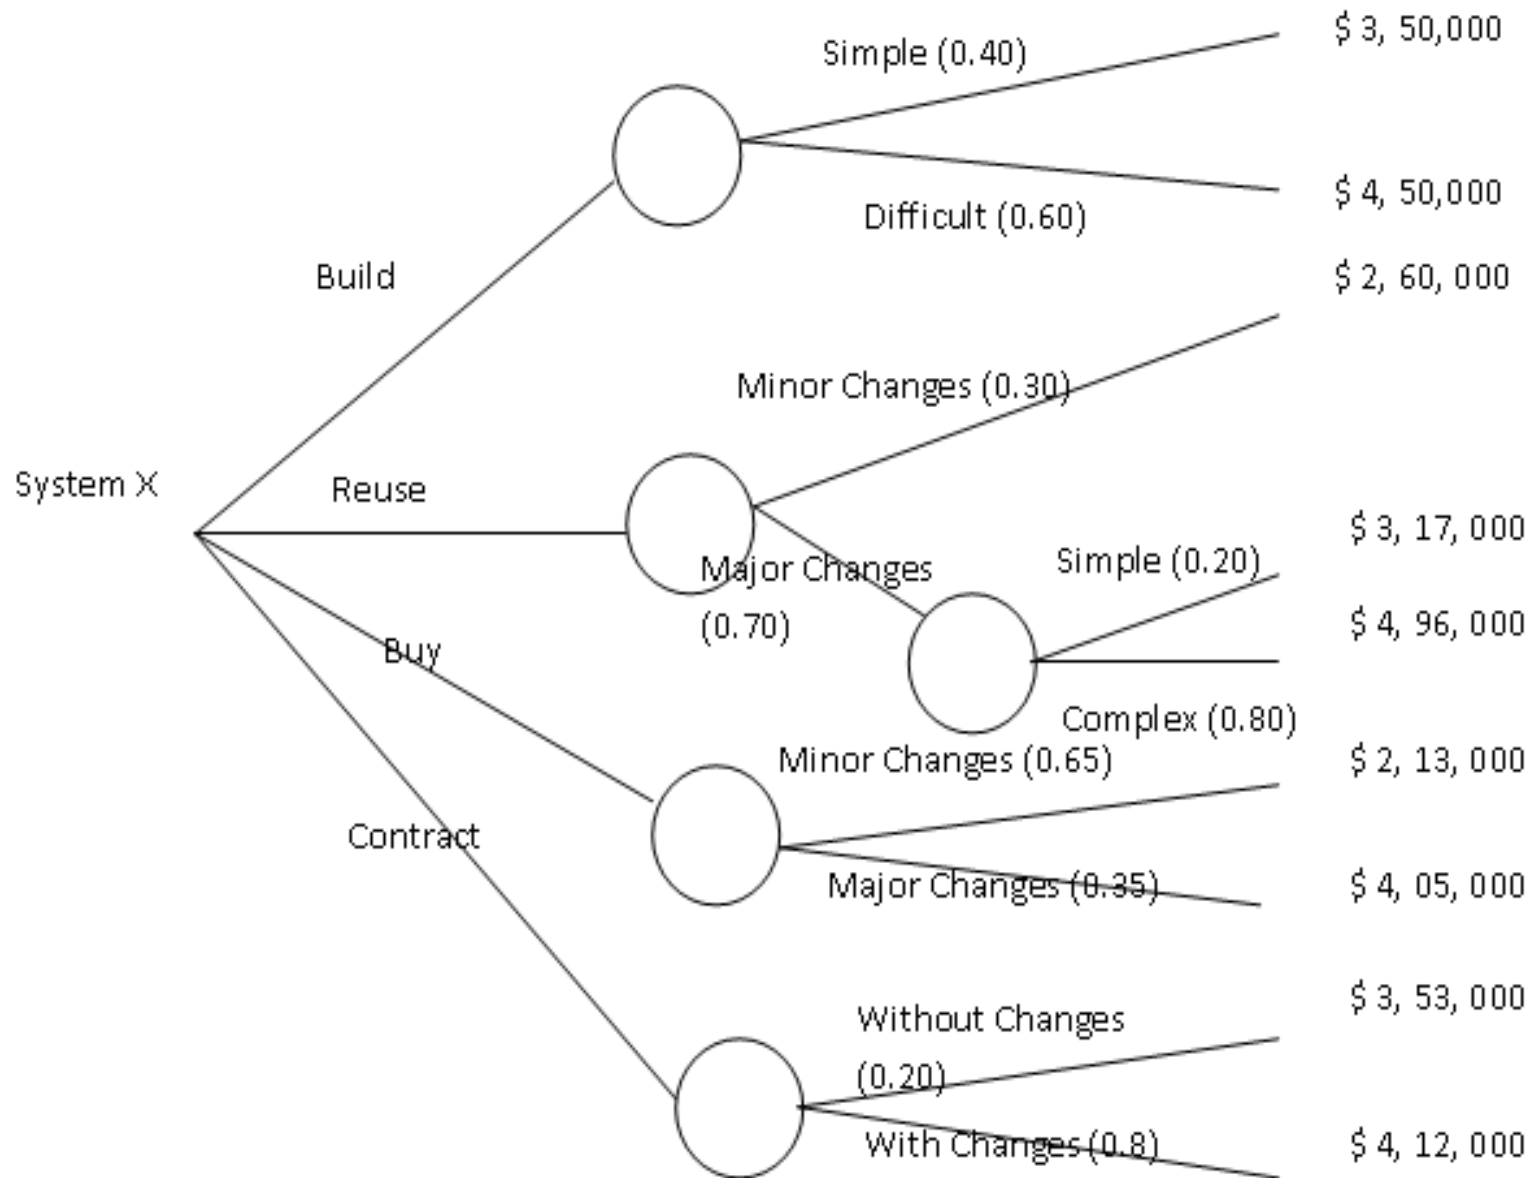 $ 3, 50,000
Simple (0.40)
$ 4, 50,000
Difficult (0.60)
Build
$ 2, 60, 000
Minor Changes (0.30)
System X
Reuse
$ 3, 17, 000
Simple (0.20)
Major Changes
(0.70)
$ 4, 96, 000
Buy
Complex (0.80)
Minor Changes (0.65)
$ 2, 13, 000
Contract
Major Changes (0.35)
$ 4, 05, 000
$ 3, 53, 000
Without Changes
(0.20)
With Changes (0.8)
$ 4, 12, 000